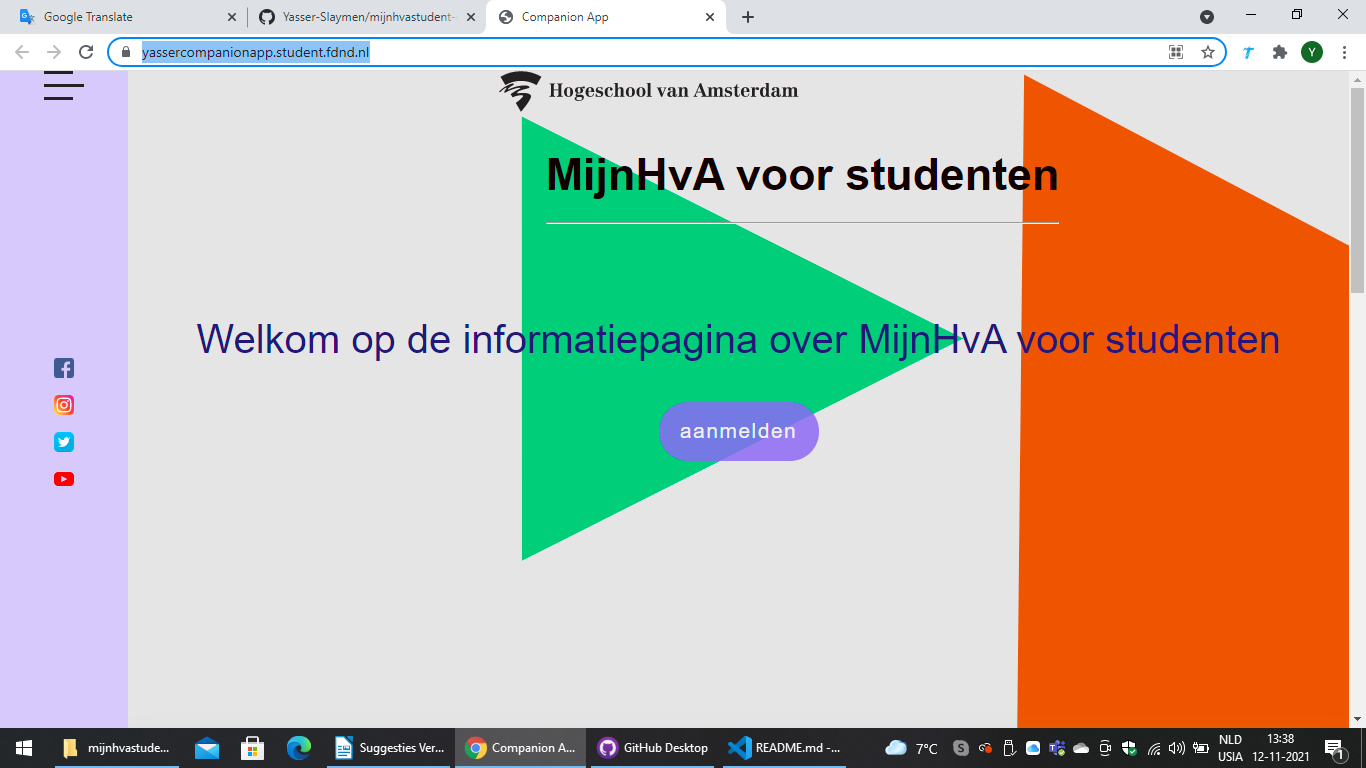 Google Translate
Yasser-Slaymen/mijnhvastudent-
Companion App
yassercompanionapp.student.fdnd.nl
Y
Hogeschool van Amsterdam
MijnHvA voor studenten
Welkom op de informatiepagina over MijnHvA voor studenten
aanmelden
mijnhvastude...
Suggesties Ver...
Companion A...
GitHub Desktop
README.md -...
7°C
NLD
USIA
13:38
12-11-2021
1